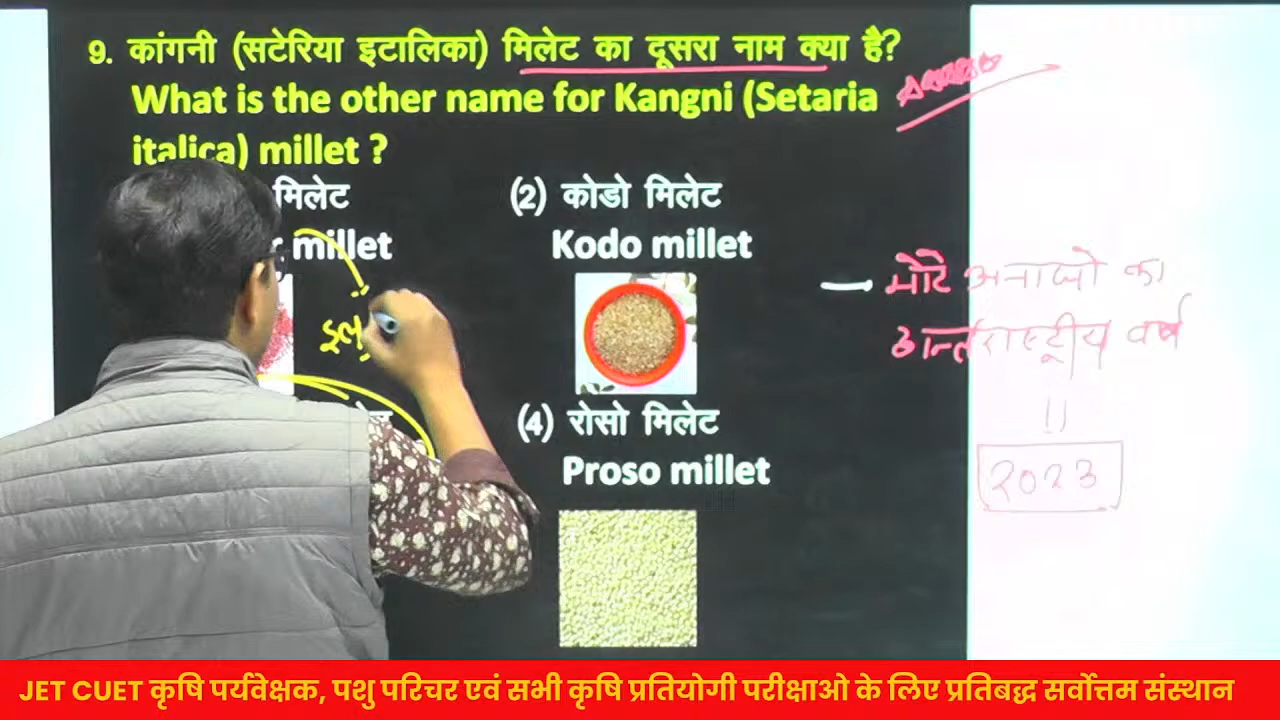 9. कांगनी (सटेरिया इटालिका) मिलेट का दूसरा नाम क्या है?
What is the other name for Kangni (Setaria
italica) millet ?
मिलेट
(2) कोडो मिलेट
millet
Kodo millet
(4) रोसो मिलेट
Proso millet
मोटे अनाजो का
अन्तराष्ट्रीय वर्ष
2023
JET CUET कृषि पर्यवेक्षक, पशु परिचर एवं सभी कृषि प्रतियोगी परीक्षाओ के लिए प्रतिबद्ध सर्वोत्तम संस्थान